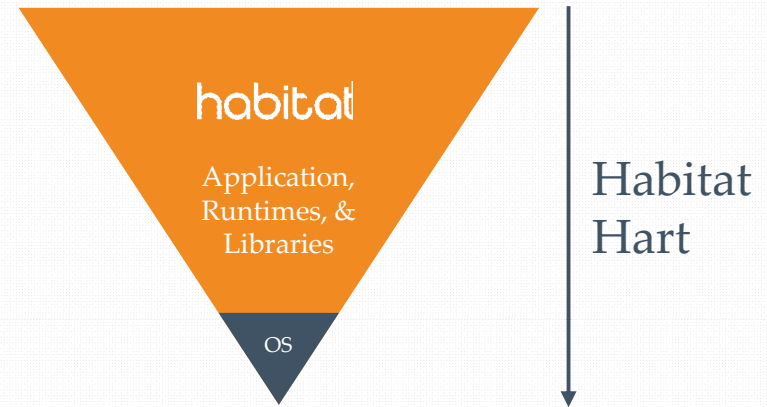 habitat
Application,
Runtimes, &
Libraries
OS
Habitat
Hart